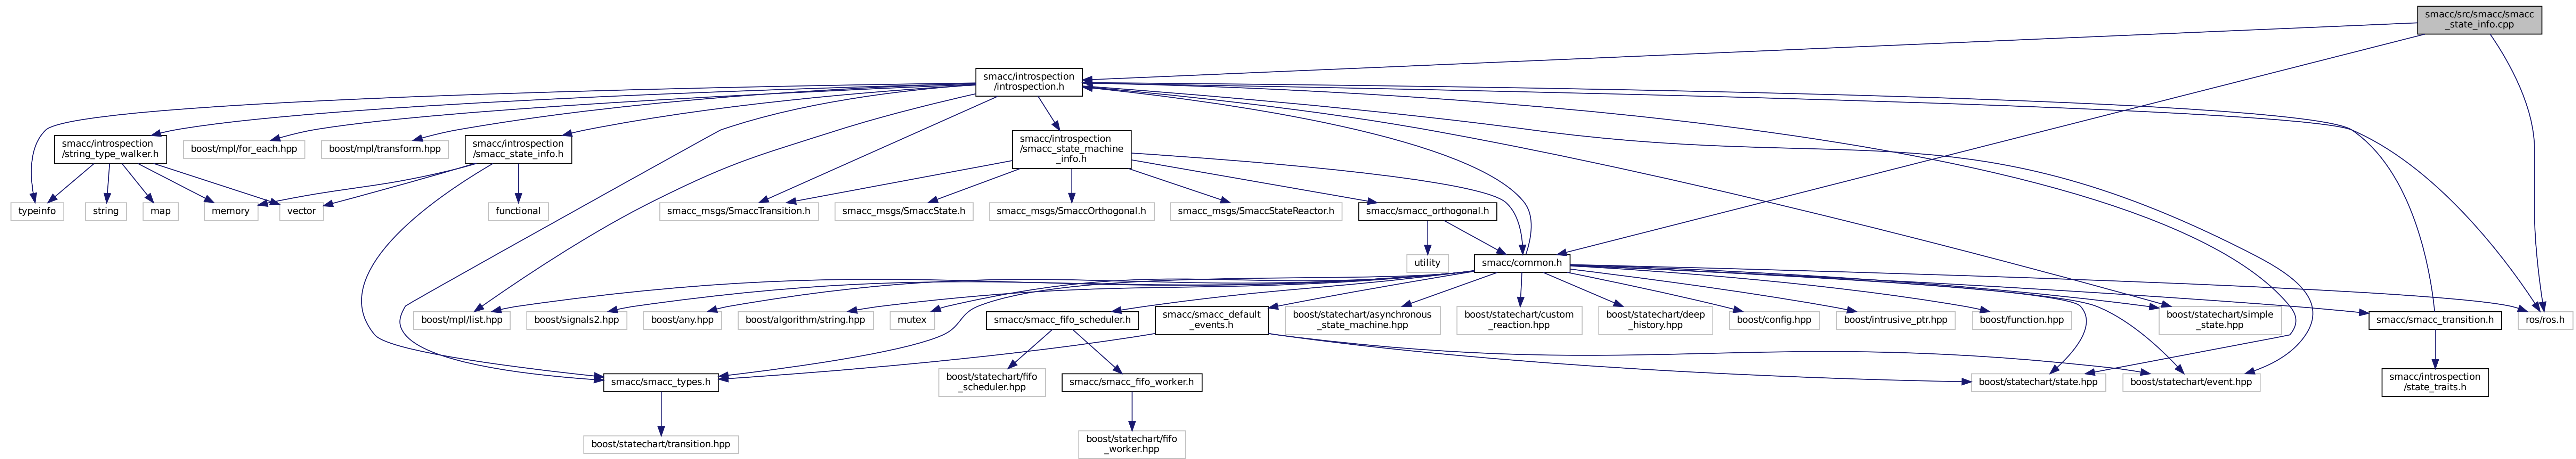 smacc/src/smacc/smacc
_state_info.cpp
smacc/introspection
/introspection.h
smacc/introspection
/string_type_walker.h
boost/mpl/for_each.hpp
boost/mpl/transform.hpp
smacc/introspection
/smacc_state_info.h
smacc/introspection
/smacc_state_machine
_info.h
typeinfo
string
map
memory
vector
functional
smacc_msgs/SmaccTransition.h
smacc_msgs/SmaccState.h
smacc_msgs/SmaccOrthogonal.h
smacc_msgs/SmaccStateReactor.h
smacc/smacc_orthogonal.h
utility
smacc/common.h
boost/mpl/list.hpp
boost/signals2.hpp
boost/any.hpp
boost/algorithm/string.hpp
mutex
smacc/smacc_fifo_scheduler.h
smacc/smacc_default
_events.h
boost/statechart/asynchronous
_state_machine.hpp
boost/statechart/custom
_reaction.hpp
boost/statechart/deep
_history.hpp
boost/config.hpp
boost/intrusive_ptr.hpp
boost/function.hpp
boost/statechart/simple
_state.hpp
smacc/smacc_transition.h
ros/ros.h
smacc/smacc_types.h
boost/statechart/fifo
_scheduler.hpp
smacc/smacc_fifo_worker.h
boost/statechart/state.hpp
boost/statechart/event.hpp
smacc/introspection
/state_traits.h
boost/statechart/transition.hpp
boost/statechart/fifo
_worker.hpp